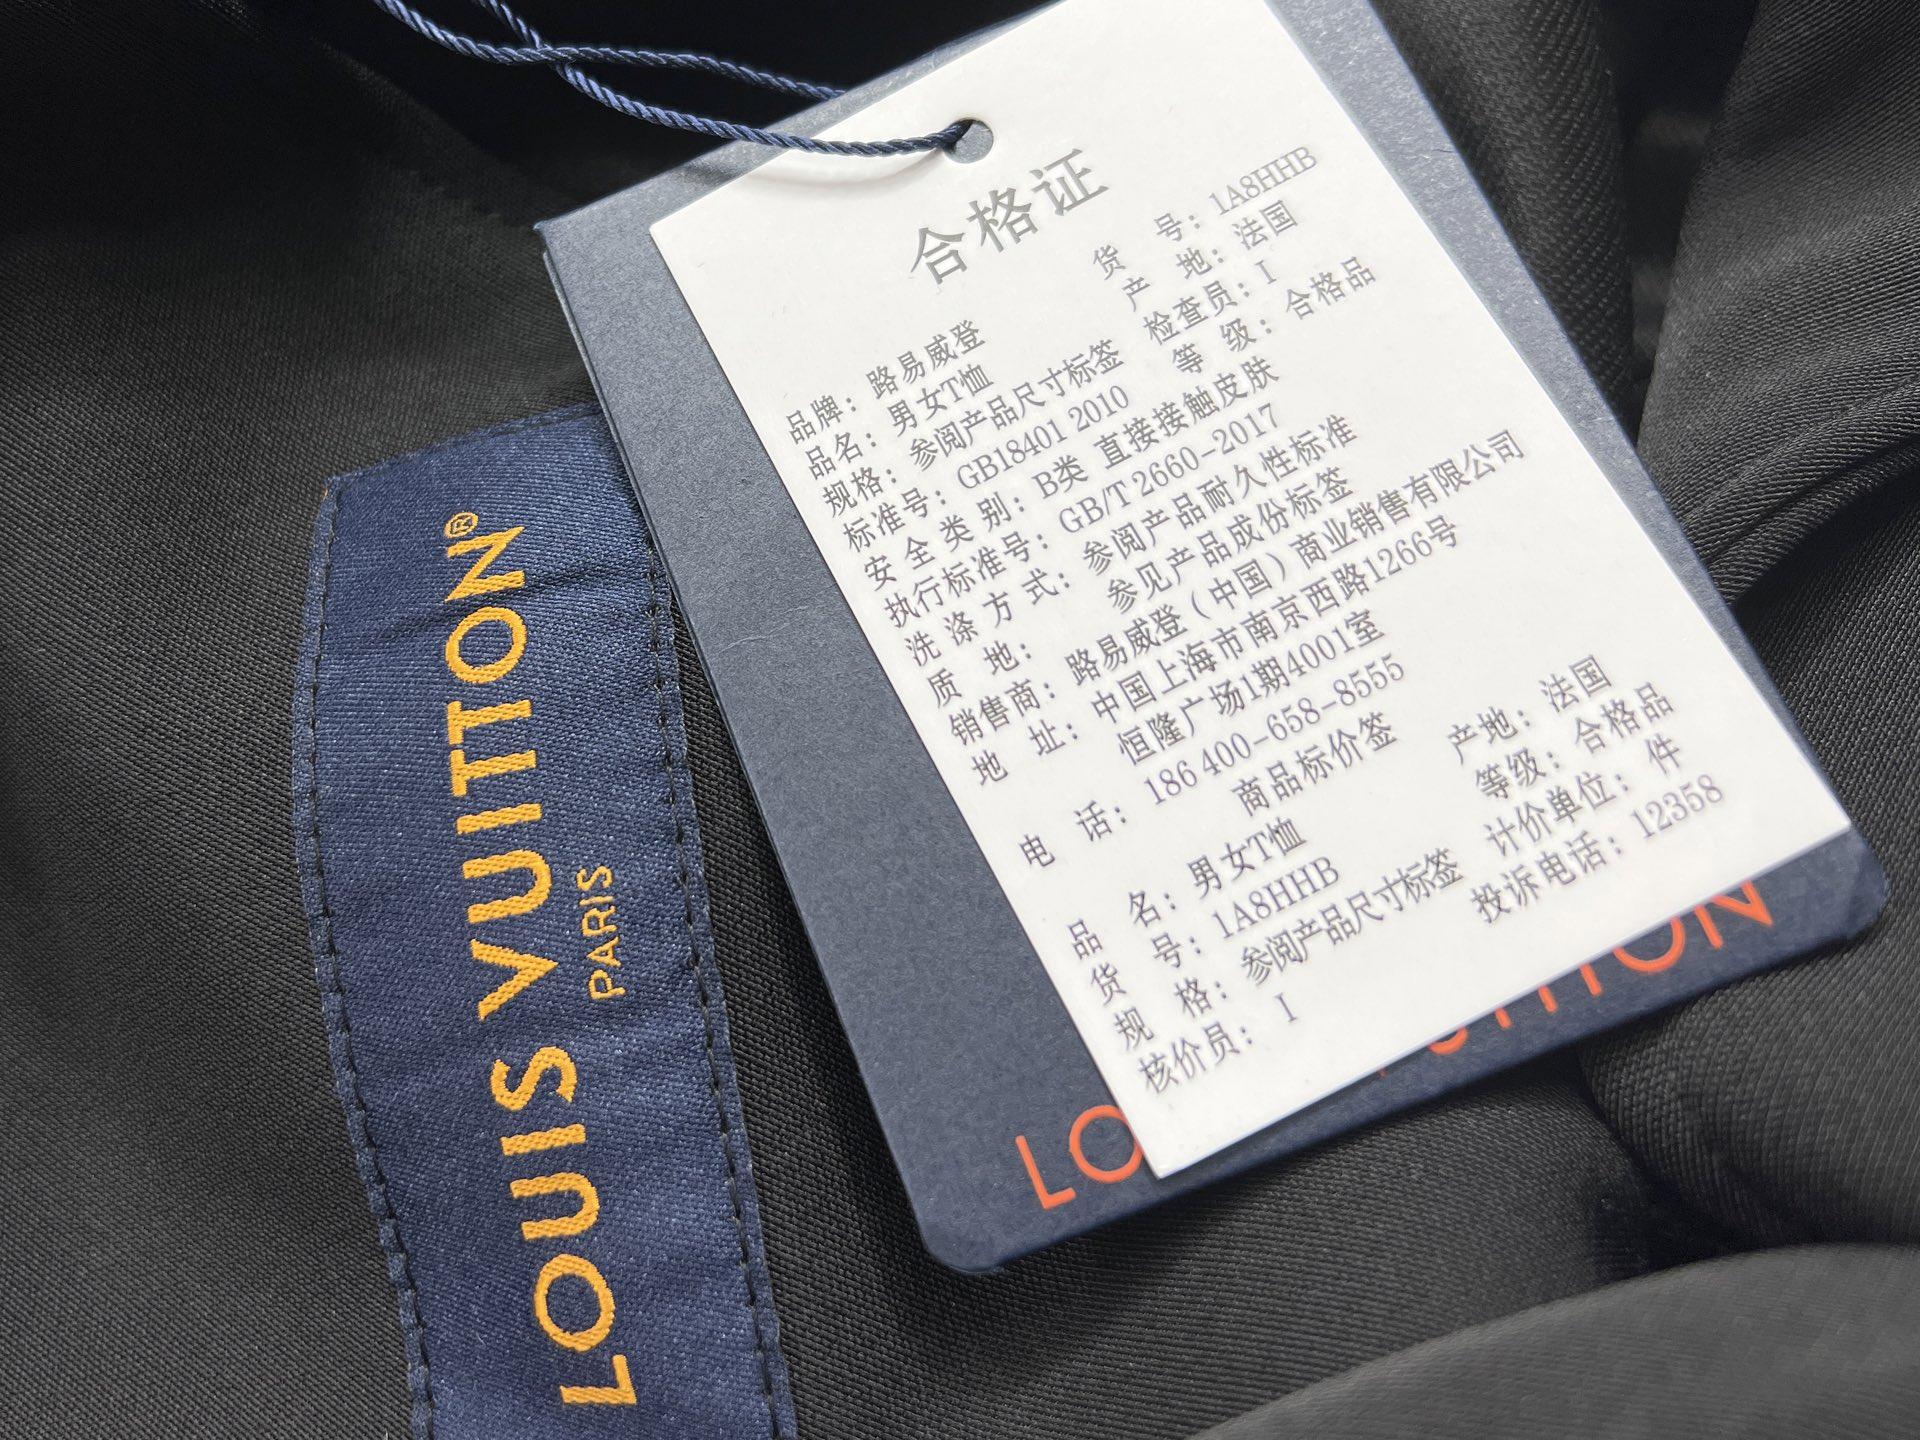 LOUIS VUITTON®
PARIS
合格证
货 号：1A8HHB
产 地：法国
品牌：路易威登 检查员：I
品名：男女T恤 等 级：合格品
规格：参阅产品尺寸标签
标准号：GB18401 2010
安全类别：B类 直接接触皮肤
执行标准号：GB/T 2660-2017
洗涤方式：参阅产品耐久性标准
质 地：参见产品成份标签
销售商：路易威登（中国）商业销售有限公司
地 址：中国上海市南京西路1266号
恒隆广场1期4001室
电 话：186 400-658-8555
商品标价签
品 名：男女T恤 产地：法国
货 号：1A8HHB 等级：合格品
规 格：参阅产品尺寸标签 计价单位：件
核价员：I 投诉电话：12358
LO UITTON